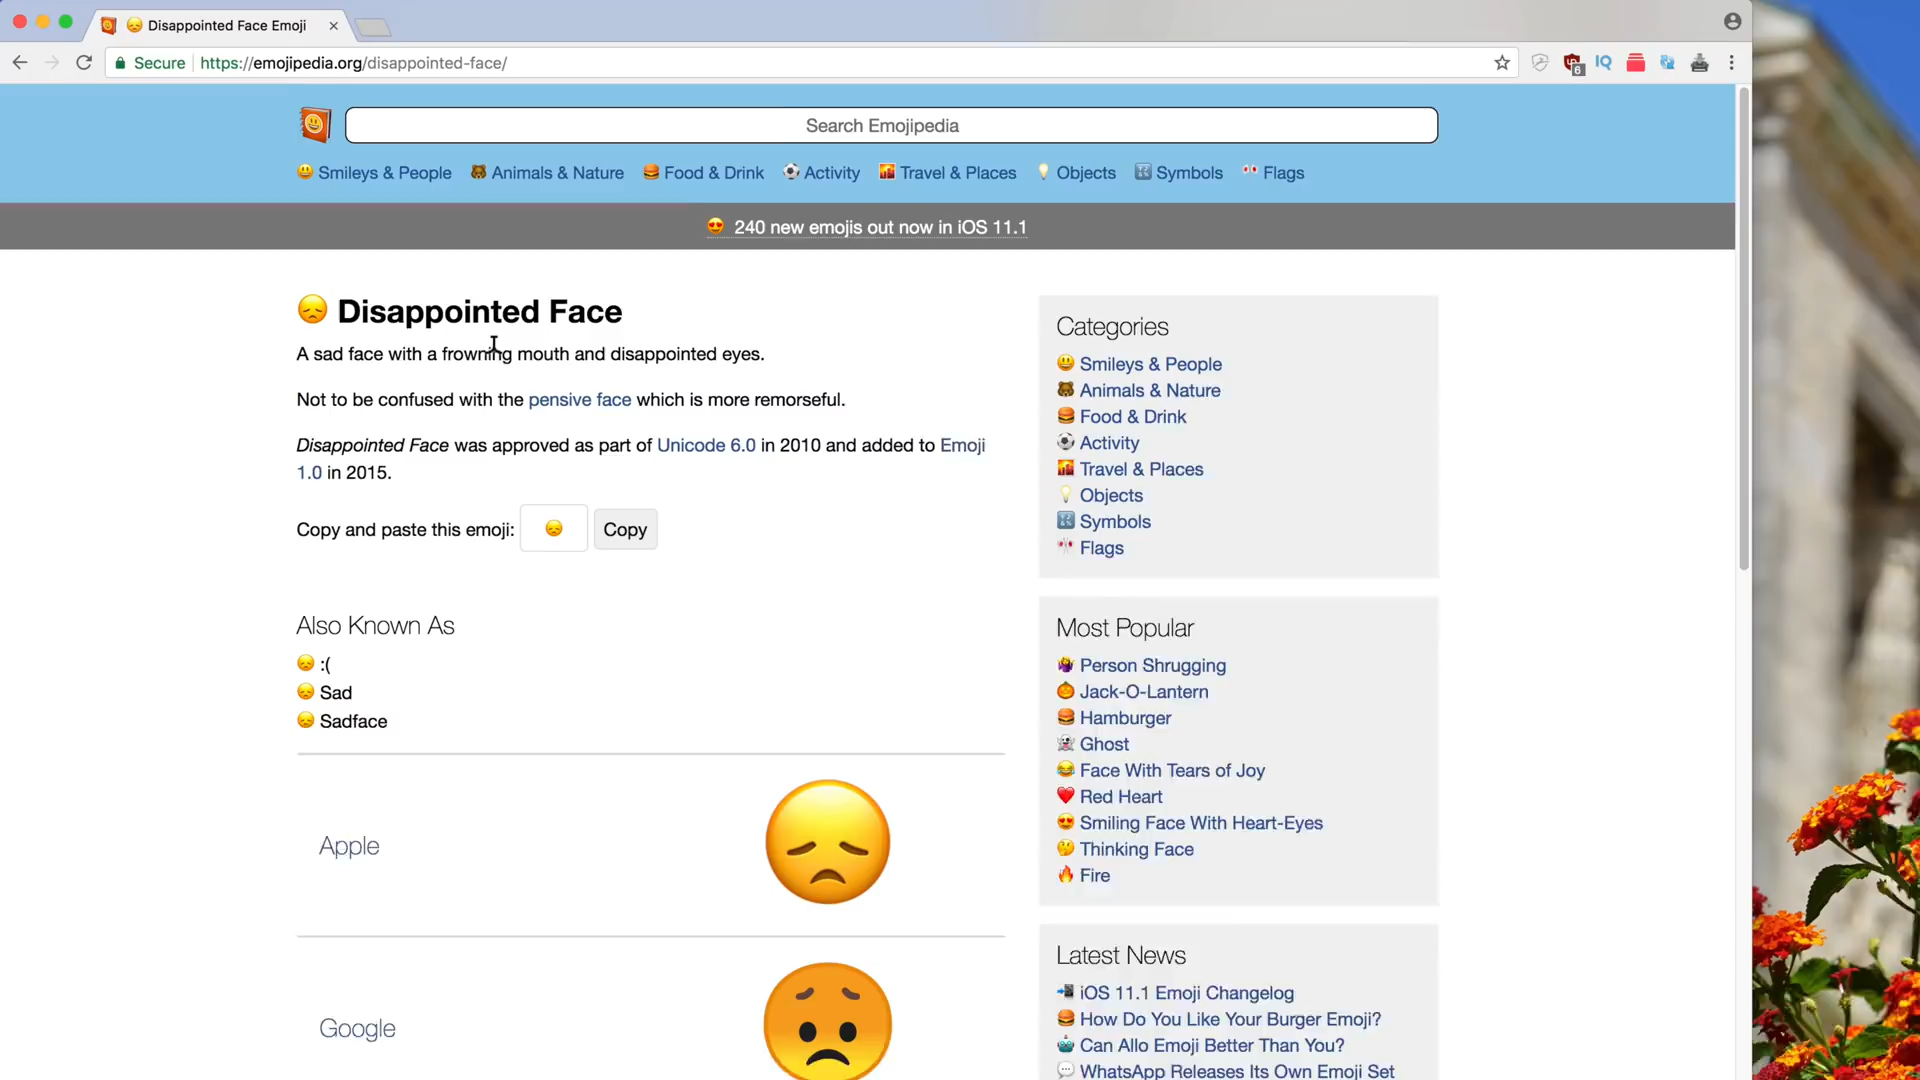 Disappointed Face Emoji
Secure https://emojipedia.org/disappointed-face/
6
IQ
Search Emojipedia
Smileys & People Animals & Nature Food & Drink Activity Travel & Places Objects Symbols Flags
240 new emojis out now in iOS 11.1
Disappointed Face
A sad face with a frowning mouth and disappointed eyes.
Not to be confused with the pensive face which is more remorseful.
Disappointed Face was approved as part of Unicode 6.0 in 2010 and added to Emoji
1.0 in 2015.
Copy and paste this emoji: Copy
Also Known As
:(
Sad
Sadface
Apple
Google
Categories
Smileys & People
Animals & Nature
Food & Drink
Activity
Travel & Places
Objects
Symbols
Flags
Most Popular
Person Shrugging
Jack-O-Lantern
Hamburger
Ghost
Face With Tears of Joy
Red Heart
Smiling Face With Heart-Eyes
Thinking Face
Fire
Latest News
iOS 11.1 Emoji Changelog
How Do You Like Your Burger Emoji?
Can Allo Emoji Better Than You?
WhatsApp Releases Its Own Emoji Set